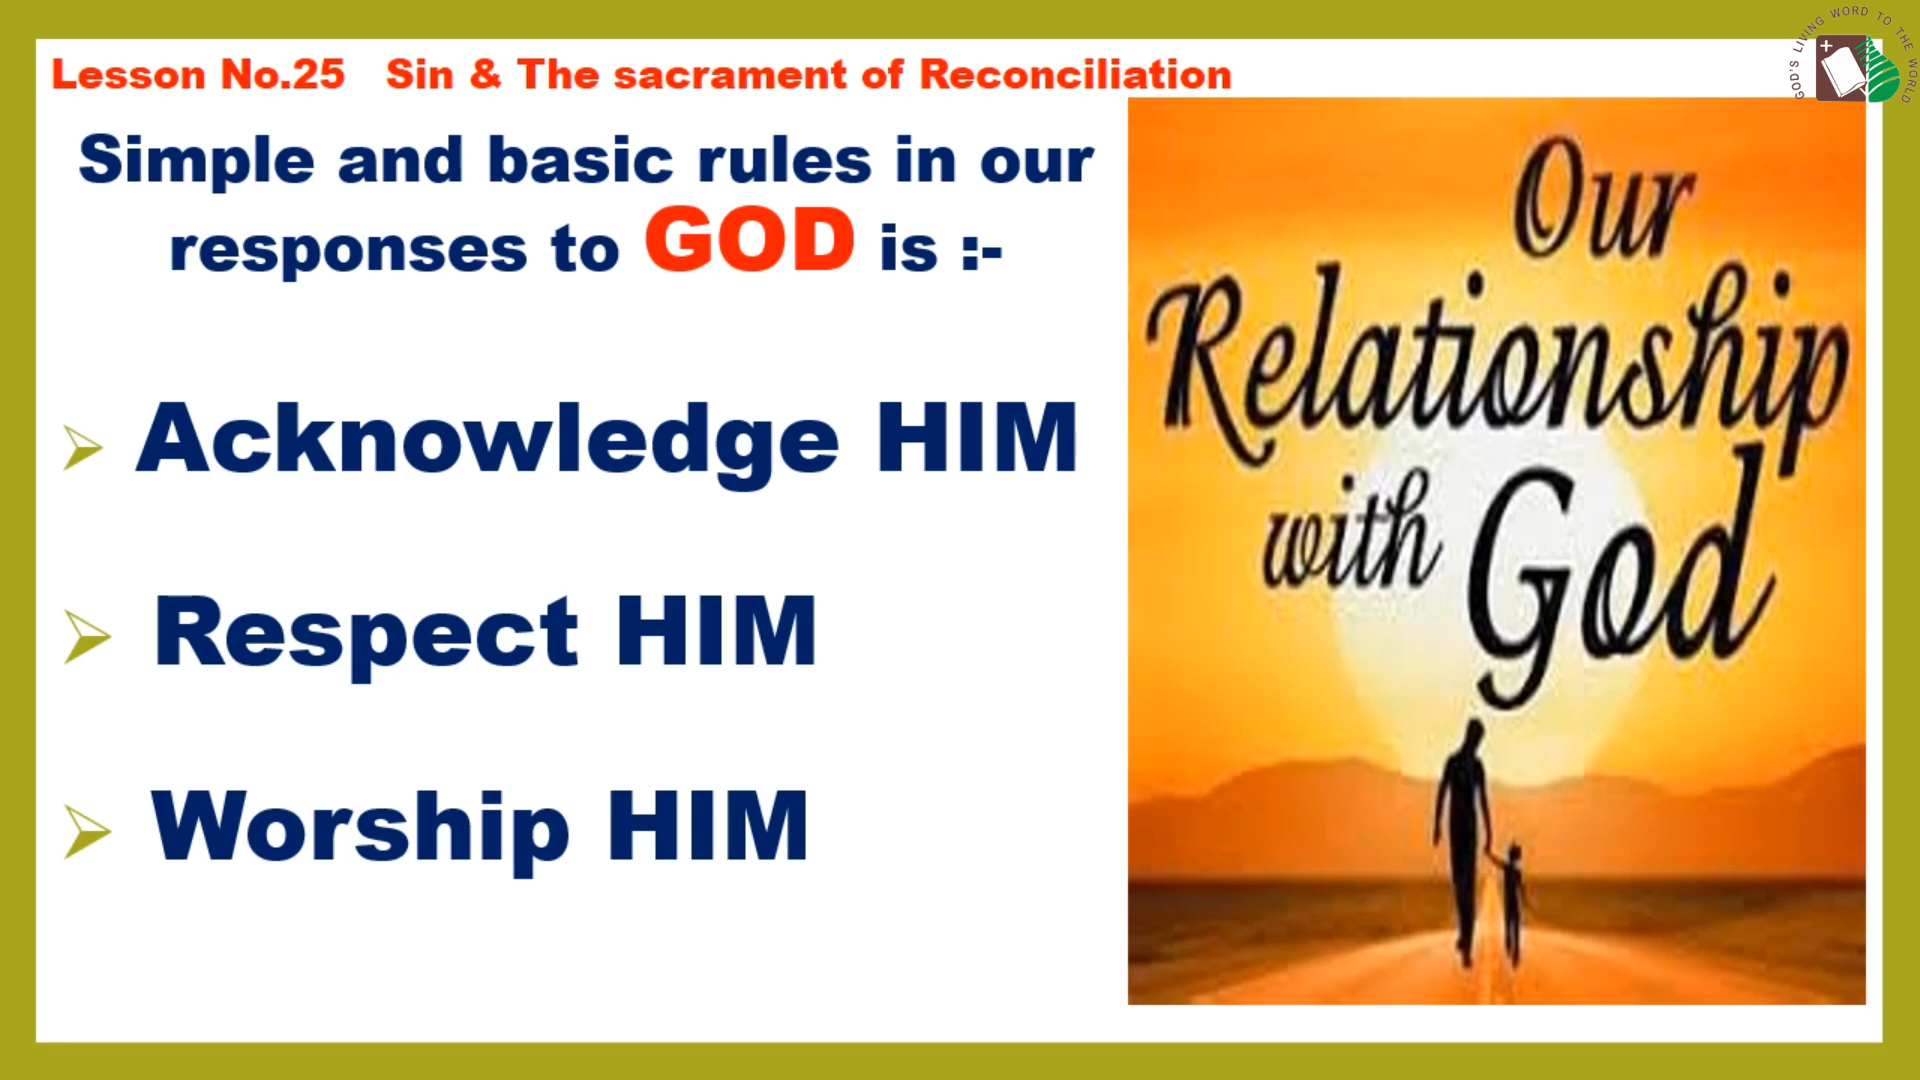 Lesson No.25 Sin & The sacrament of Reconciliation
GOD'S LIVING WORD TO THE WORLD
Simple and basic rules in our
responses to GOD is :-
Acknowledge HIM
Respect HIM
Worship HIM
Our
Relationship
with God